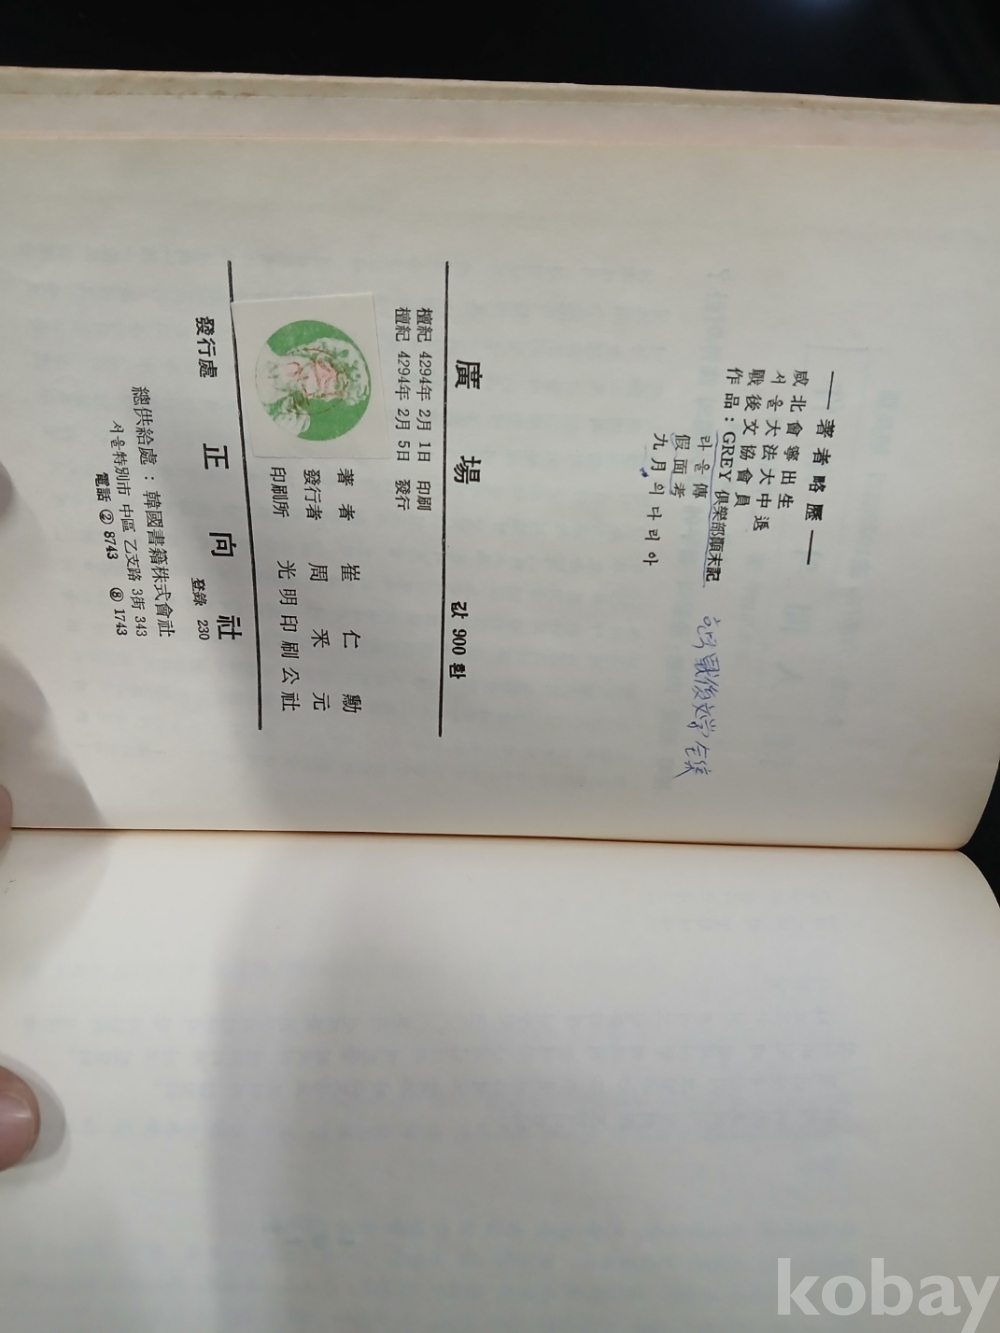 ── 著者略歷 ──
咸北會寧出生
서울大法大中退
戰後文協會員
作品：GREY 俱樂部顚末記
라울傳
假面考
九月의 다리아
戰後文学全集
廣場 값 900 환
檀紀 4294年 2月 1日 印刷
檀紀 4294年 2月 5日 發行
著者 崔仁勳
發行者 周采元
印刷所 光明印刷公社
發行處 正向社
登錄 230
總供給處：韓國書籍株式會社
서울特別市 中區 乙支路 3街 343
電話 ② 8743 ⑧ 1743
kobay